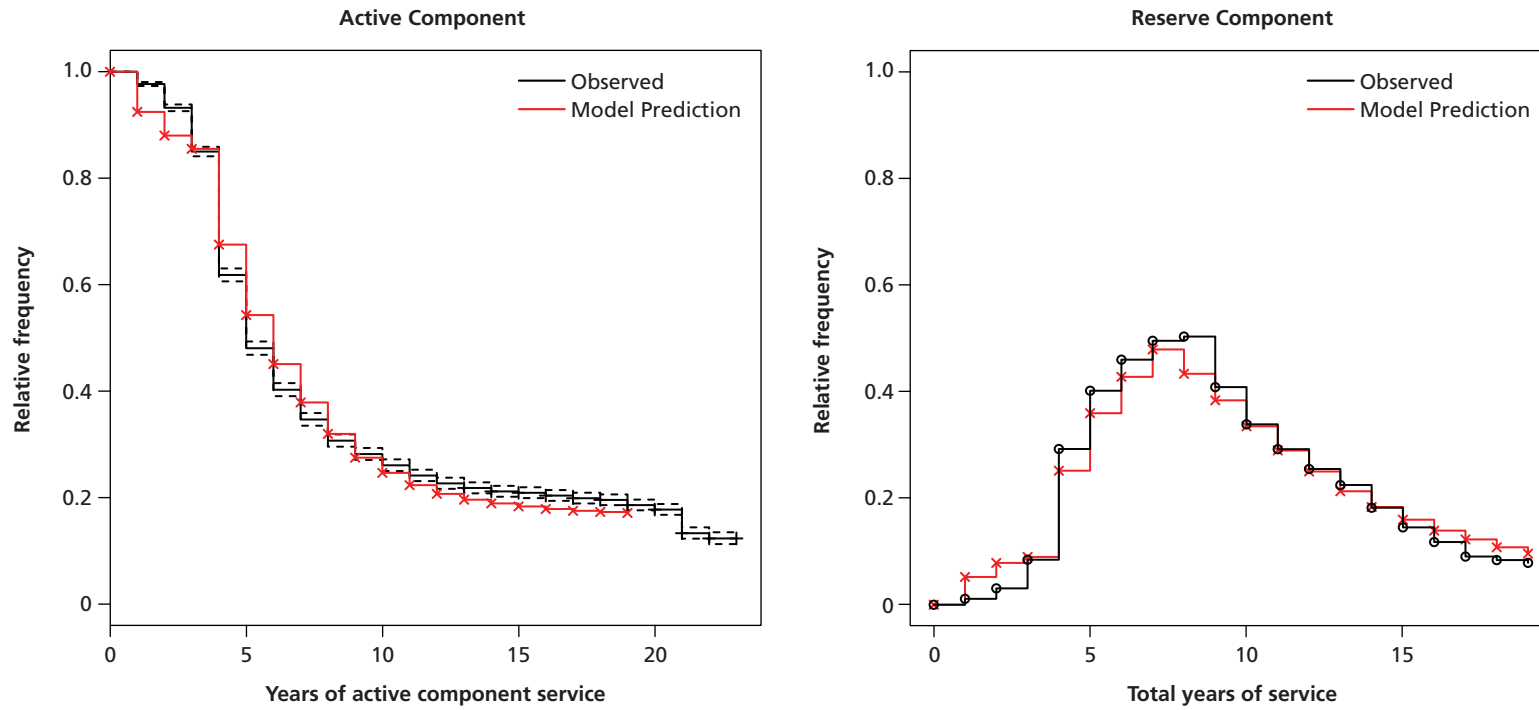 Active Component
Observed
Model Prediction
Relative frequency
1.0
0.8
0.6
0.4
0.2
0
0 5 10 15 20
Years of active component service
Reserve Component
Observed
Model Prediction
Relative frequency
1.0
0.8
0.6
0.4
0.2
0
0 5 10 15
Total years of service